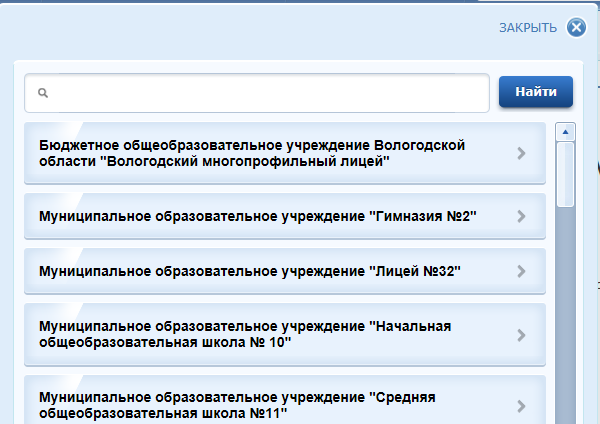 ЗАКРЫТЬ
Найти
Бюджетное общеобразовательное учреждение Вологодской
области "Вологодский многопрофильный лицей"
Муниципальное образовательное учреждение "Гимназия №2"
Муниципальное образовательное учреждение "Лицей №32"
Муниципальное образовательное учреждение "Начальная
общеобразовательная школа № 10"
Муниципальное образовательное учреждение "Средняя
общеобразовательная школа №11"